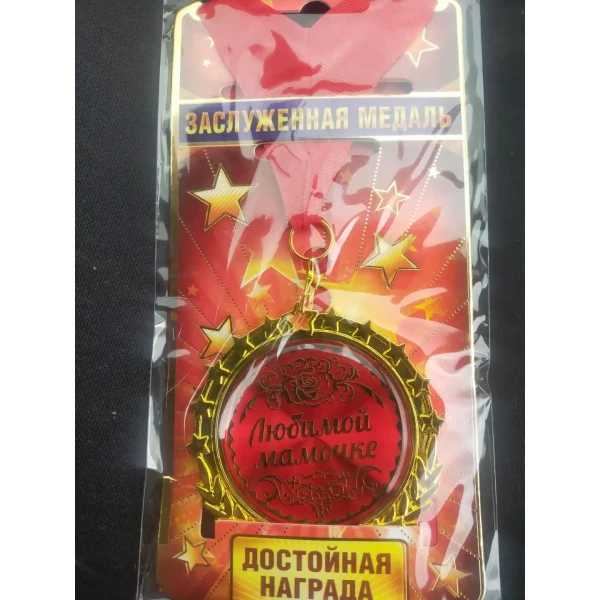 ЗАСЛУЖЕННАЯ МЕДАЛЬ
Любимой
мамочке
ДОСТОЙНАЯ
НАГРАДА